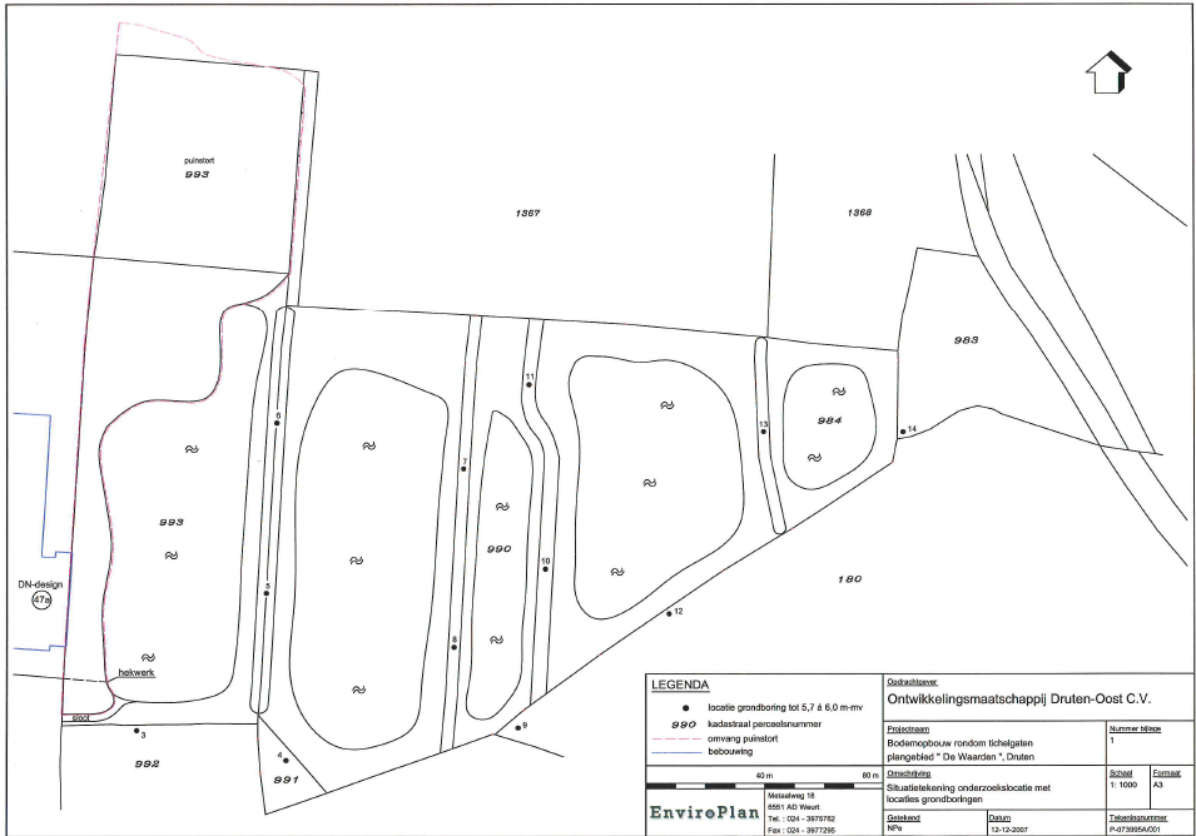 puinstort
993
1367
1368
983
11
6
984
13
14
7
993
990
5
10
180
DN-design
47a
12
8
hekwerk
sloot
3
9
992
4
991
LEGENDA
locatie grondboring tot 5,7 á 6,0 m-mv
990 kadastraal perceelsnummer
omvang puinstort
bebouwing
40 m 80 m
EnviroPlan
Metaalweg 18
6551 AD Weurt
Tel. : 024 - 3975762
Fax : 024 - 3977295
Opdrachtgever
Ontwikkelingsmaatschappij Druten-Oost C.V.
Projectnaam
Bodemopbouw rondom tichelgaten
plangebied " De Waarden ", Druten
Nummer bijlage
1
Omschrijving
Situatietekening onderzoekslocatie met
locaties grondboringen
Schaal
1: 1000
Formaat
A3
Getekend
NPe
Datum
12-12-2007
Tekeningnummer
P-073995A/001